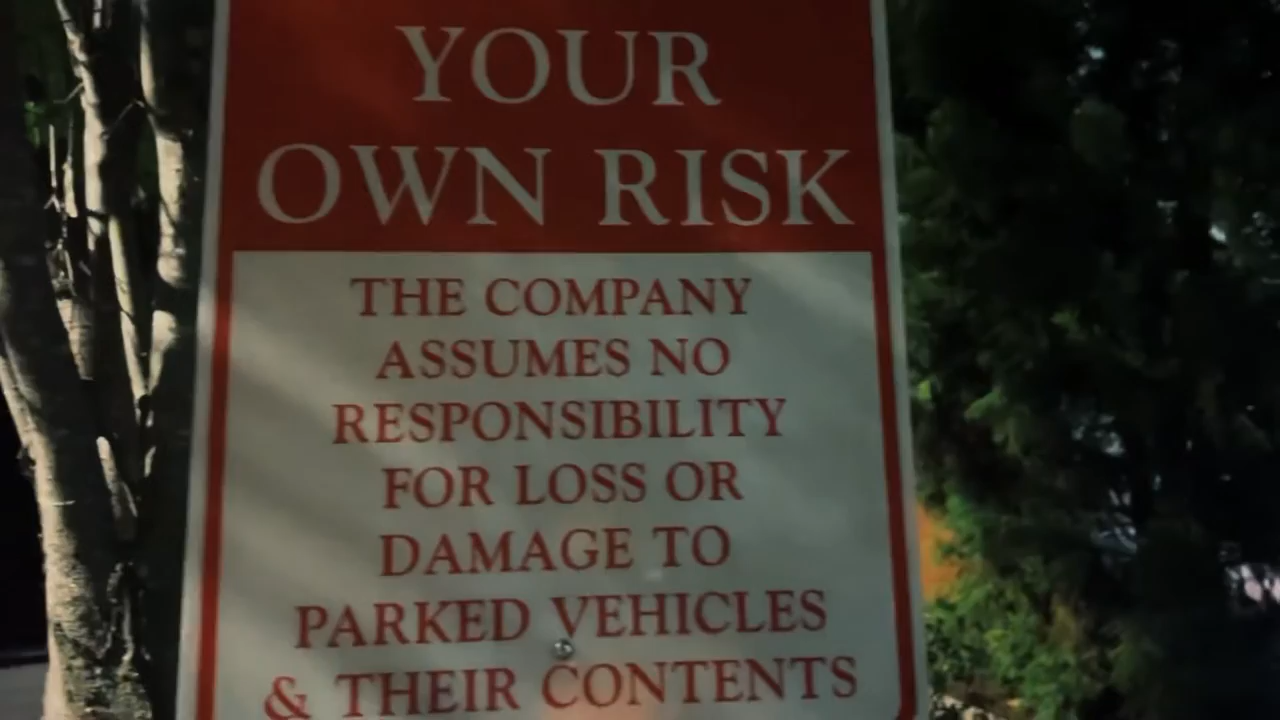 YOUR
OWN RISK
THE COMPANY
ASSUMES NO
RESPONSIBILITY
FOR LOSS OR
DAMAGE TO
PARKED VEHICLES
& THEIR CONTENTS